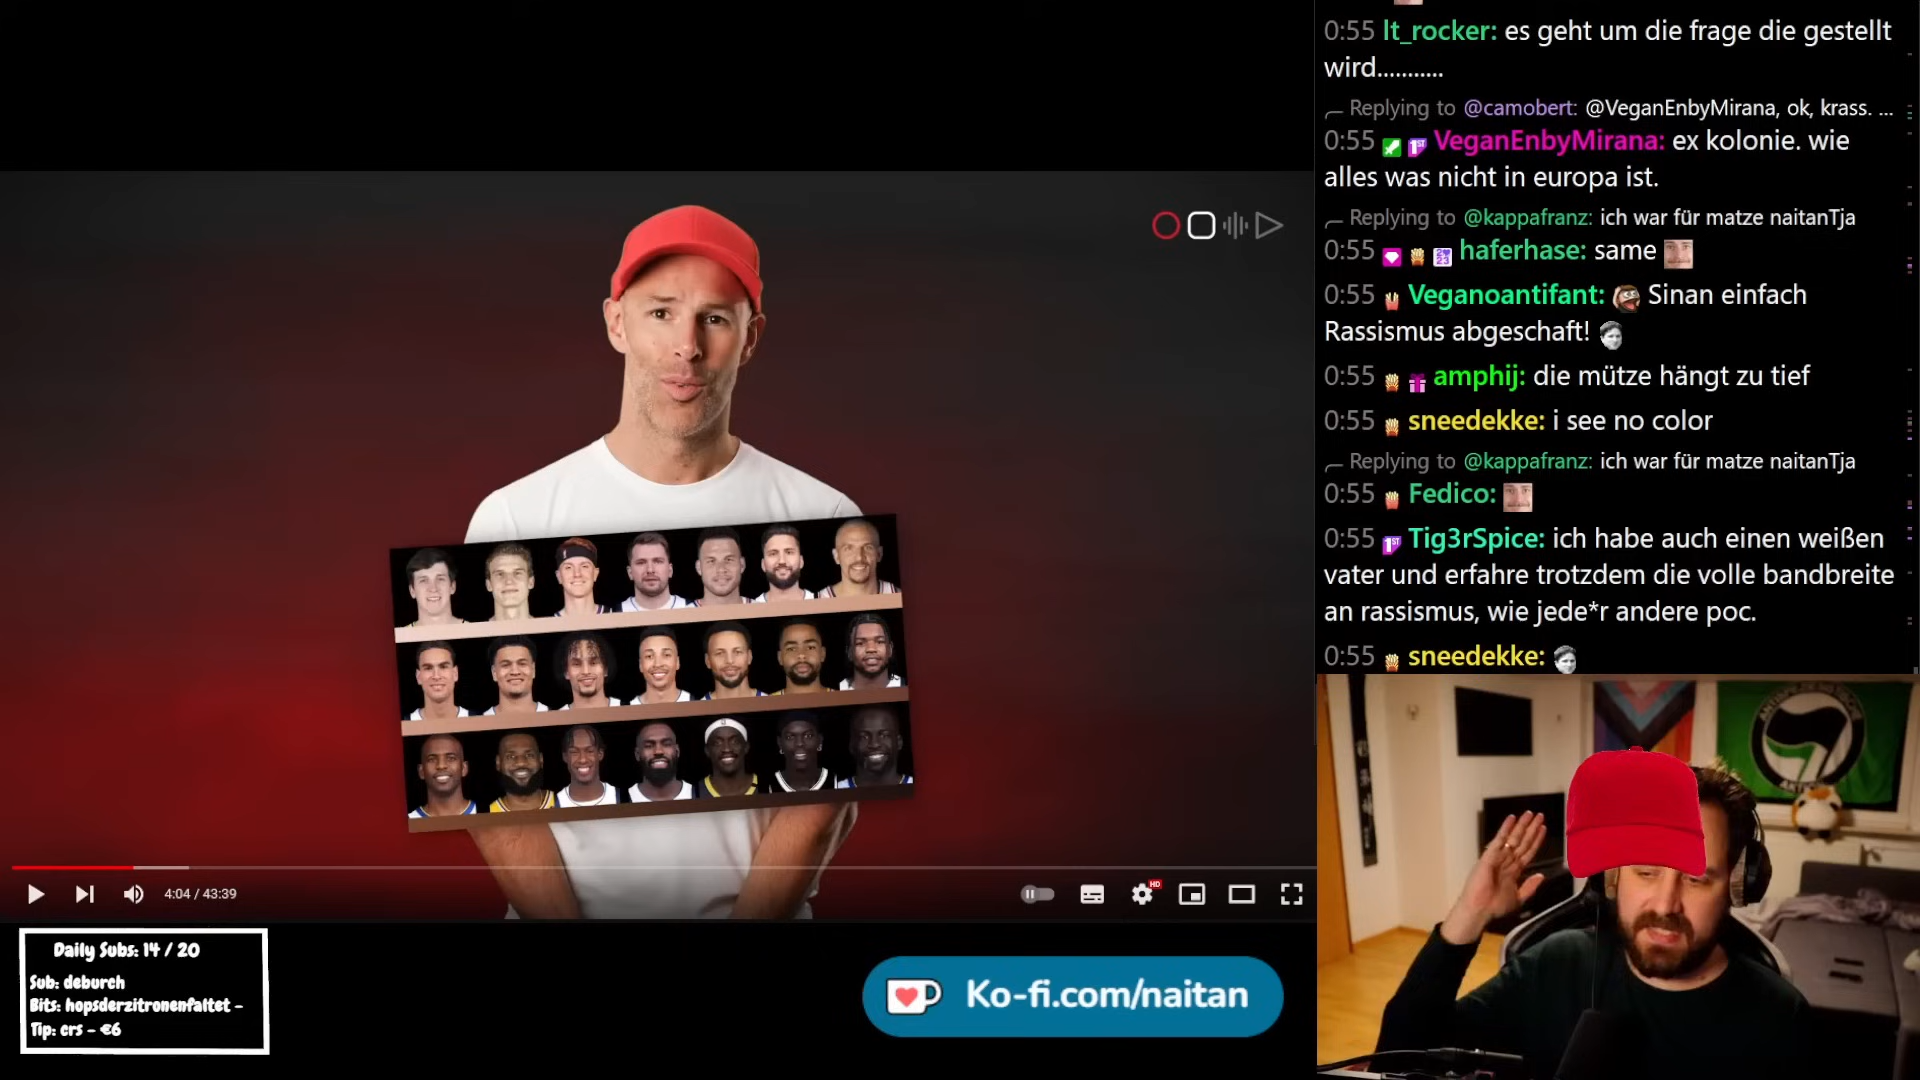 0:55 lt_rocker: es geht um die frage die gestellt
wird...........
Replying to @camobert: @VeganEnbyMirana, ok, krass. ...
0:55 VeganEnbyMirana: ex kolonie. wie
alles was nicht in europa ist.
Replying to @kappafranz: ich war für matze naitanTja
0:55 haferhase: same
0:55 Veganoantifant: Sinan einfach
Rassismus abgeschaft!
0:55 amphij: die mütze hängt zu tief
0:55 sneedekke: i see no color
Replying to @kappafranz: ich war für matze naitanTja
0:55 Fedico:
0:55 Tig3rSpice: ich habe auch einen weißen
vater und erfahre trotzdem die volle bandbreite
an rassismus, wie jede*r andere poc.
0:55 sneedekke:
4:04 / 43:39
HD
Daily Subs: 14 / 20
Sub: deburch
Bits: hopsderzitronenfaltet -
Tip: crs - €6
Ko-fi.com/naitan